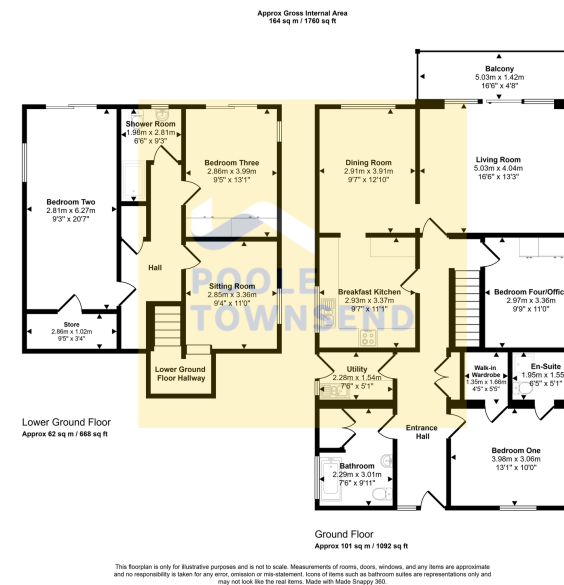 Approx Gross Internal Area
164 sq m / 1760 sq ft
Balcony
5.03m x 1.42m
16'6" x 4'8"
Shower Room
1.98m x 2.81m
6'6" x 9'3"
Bedroom Three
2.86m x 3.99m
9'5" x 13'1"
Dining Room
2.91m x 3.91m
9'7" x 12'10"
Living Room
5.03m x 4.04m
16'6" x 13'3"
Bedroom Two
2.81m x 6.27m
9'3" x 20'7"
Hall
Sitting Room
2.85m x 3.36m
9'4" x 11'0"
Breakfast Kitchen
2.93m x 3.37m
9'7" x 11'1"
Bedroom Four/Offic
2.97m x 3.36m
9'9" x 11'0"
POOLE
TOWNSEND
Store
2.86m x 1.02m
9'5" x 3'4"
Lower Ground
Floor Hallway
Utility
2.28m x 1.54m
7'6" x 5'1"
Walk-in
Wardrobe
1.35m x 1.66m
4'5" x 5'5"
En-Suite
1.95m x 1.55
6'5" x 5'1"
Entrance
Hall
Bedroom One
3.98m x 3.06m
13'1" x 10'0"
Bathroom
2.29m x 3.01m
7'6" x 9'11"
Lower Ground Floor
Approx 62 sq m / 668 sq ft
Ground Floor
Approx 101 sq m / 1092 sq ft
This floorplan is only for illustrative purposes and is not to scale. Measurements of rooms, doors, windows, and any items are approximate
and no responsibility is taken for any error, omission or mis-statement. Icons of items such as bathroom suites are representations only and
may not look like the real items. Made with Made Snappy 360.